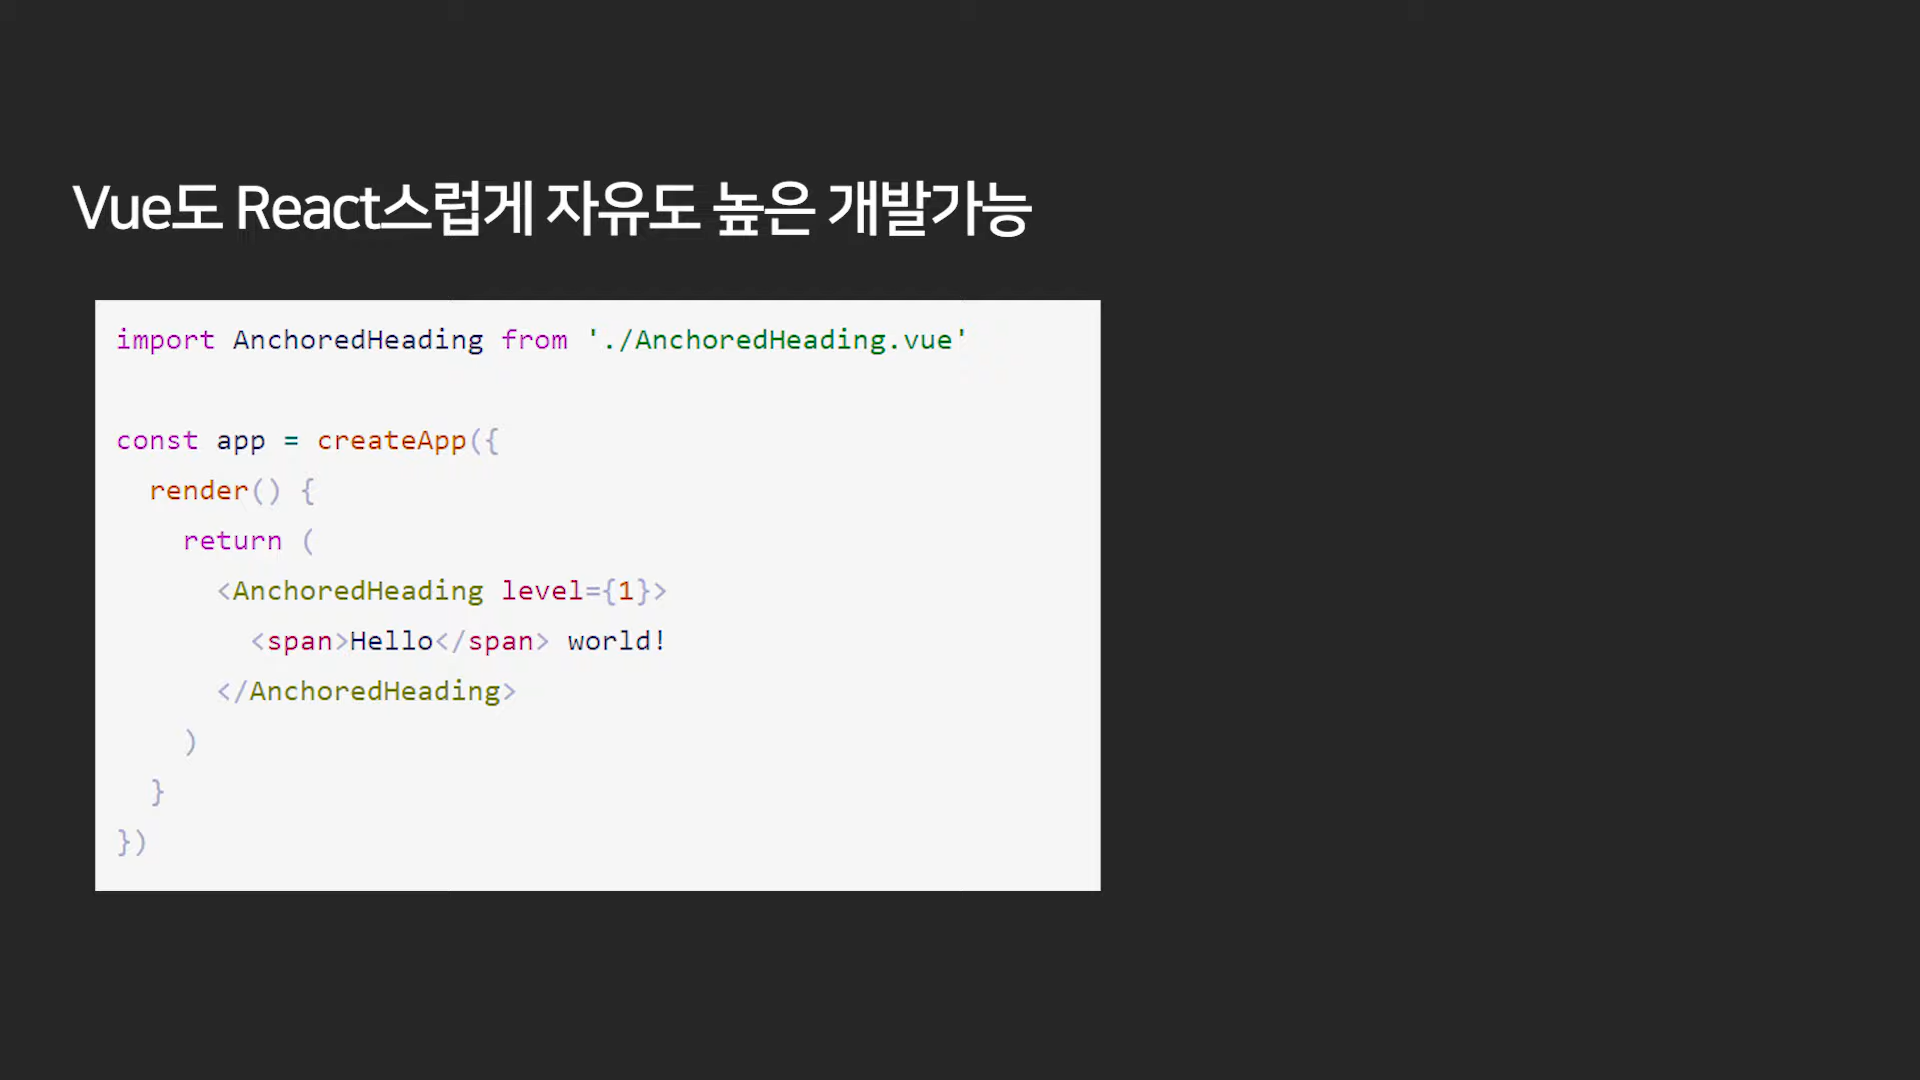 Vue도 React스럽게 자유도 높은 개발가능
import AnchoredHeading from './AnchoredHeading.vue'
const app = createApp({
  render() {
    return (
      <AnchoredHeading level={1}>
        <span>Hello</span> world!
      </AnchoredHeading>
    )
  }
})